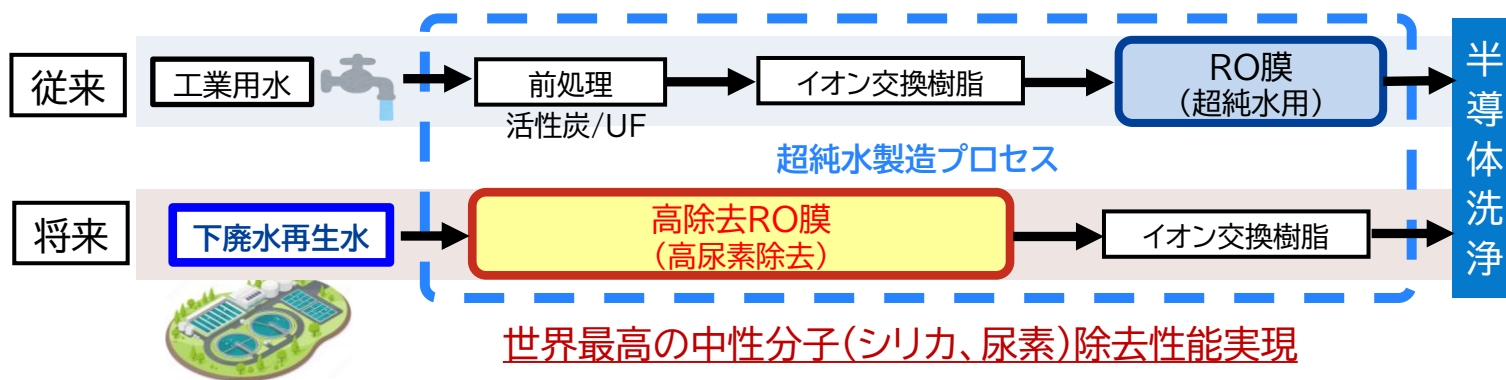 従来
工業用水
前処理
活性炭/UF
イオン交換樹脂
RO膜
(超純水用)
超純水製造プロセス
将来
下廃水再生水
高除去RO膜
(高尿素除去)
イオン交換樹脂
半導体洗浄
世界最高の中性分子(シリカ、尿素)除去性能実現